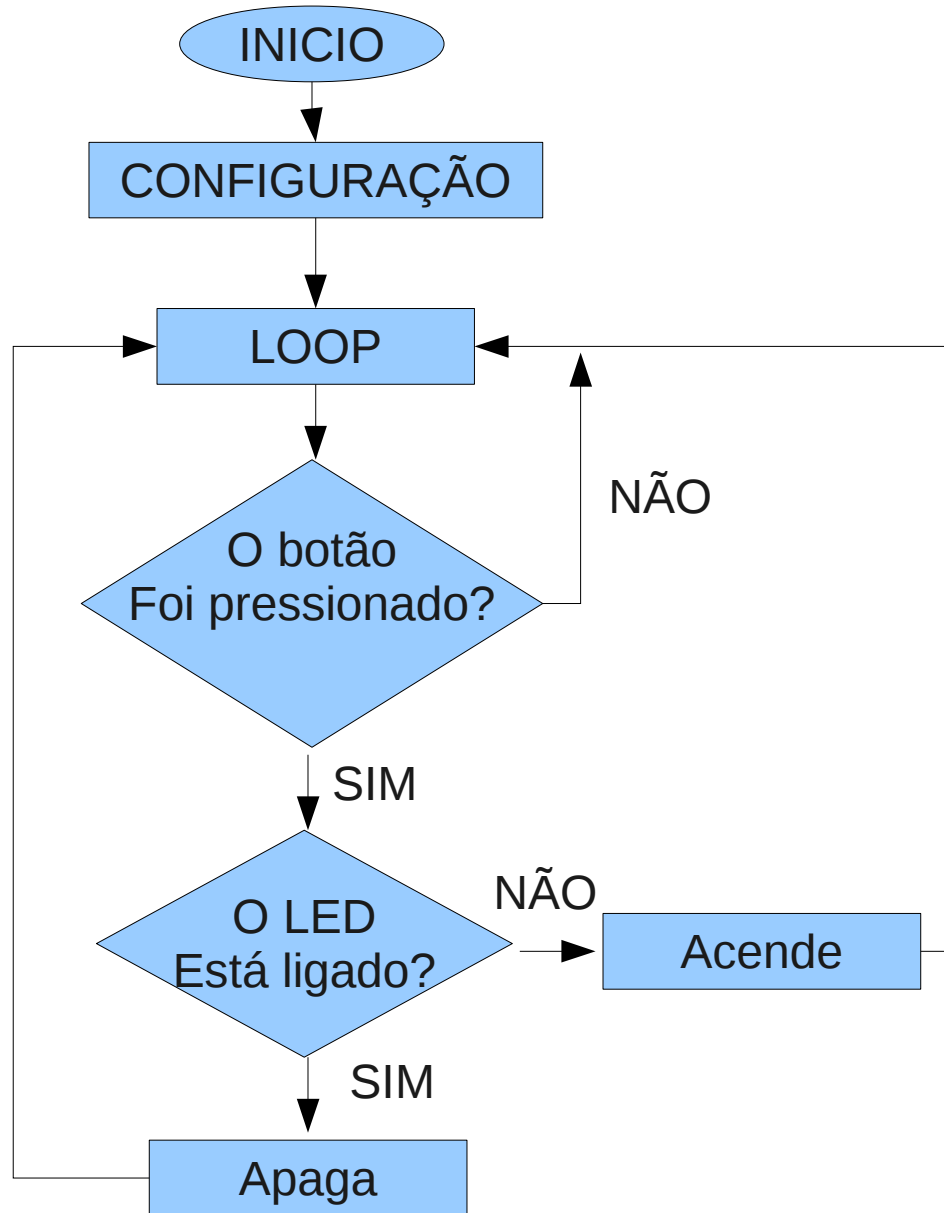 INICIO
CONFIGURAÇÃO
LOOP
NÃO
O botão
Foi pressionado?
SIM
NÃO
O LED
Está ligado?
Acende
SIM
Apaga